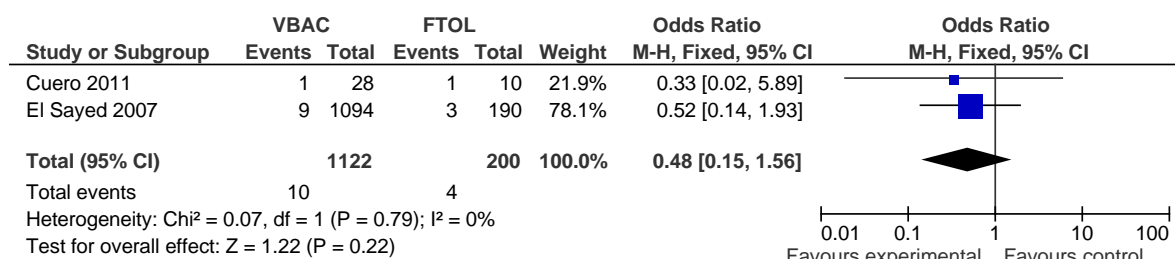 VBAC FTOL Odds Ratio Odds Ratio
Study or Subgroup Events Total Events Total Weight M-H, Fixed, 95% CI M-H, Fixed, 95% CI
Cuero 2011 1 28 1 10 21.9% 0.33 [0.02, 5.89]
El Sayed 2007 9 1094 3 190 78.1% 0.52 [0.14, 1.93]
Total (95% CI) 1122 200 100.0% 0.48 [0.15, 1.56]
Total events 10 4
Heterogeneity: Chi² = 0.07, df = 1 (P = 0.79); I² = 0%
Test for overall effect: Z = 1.22 (P = 0.22)
0.01 0.1 1 10 100
Favours experimental Favours control